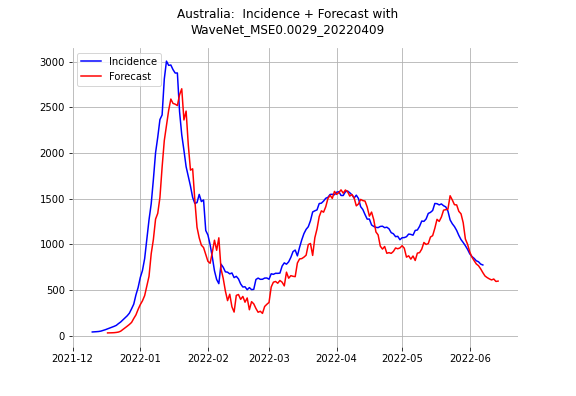 Australia:  Incidence + Forecast with
WaveNet_MSE0.0029_20220409
Incidence
Forecast
3000
2500
2000
1500
1000
500
0
2021-12 2022-01 2022-02 2022-03 2022-04 2022-05 2022-06